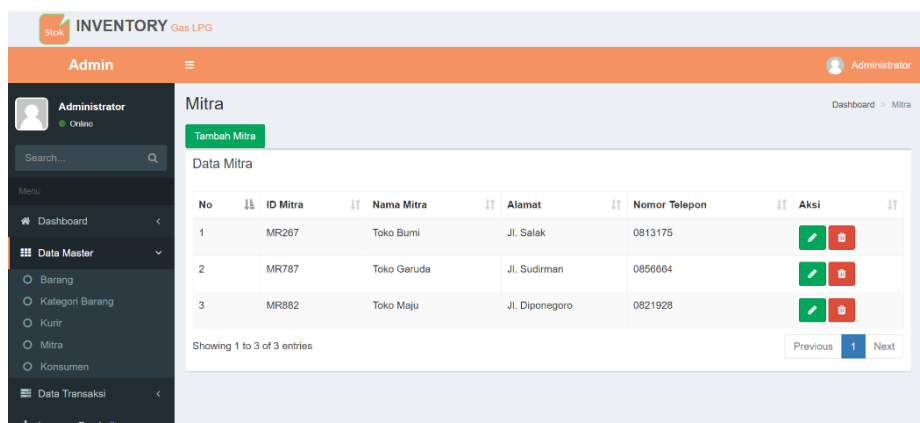 Stok INVENTORY Gas LPG
Admin
Administrator
Administrator
Online
Search...
Menu
Dashboard
Data Master
Barang
Kategori Barang
Kurir
Mitra
Konsumen
Data Transaksi
Mitra
Dashboard > Mitra
Tambah Mitra
Data Mitra
No ID Mitra Nama Mitra Alamat Nomor Telepon Aksi
1 MR267 Toko Bumi Jl. Salak 0813175
2 MR787 Toko Garuda Jl. Sudirman 0856664
3 MR882 Toko Maju Jl. Diponegoro 0821928
Showing 1 to 3 of 3 entries
Previous 1 Next